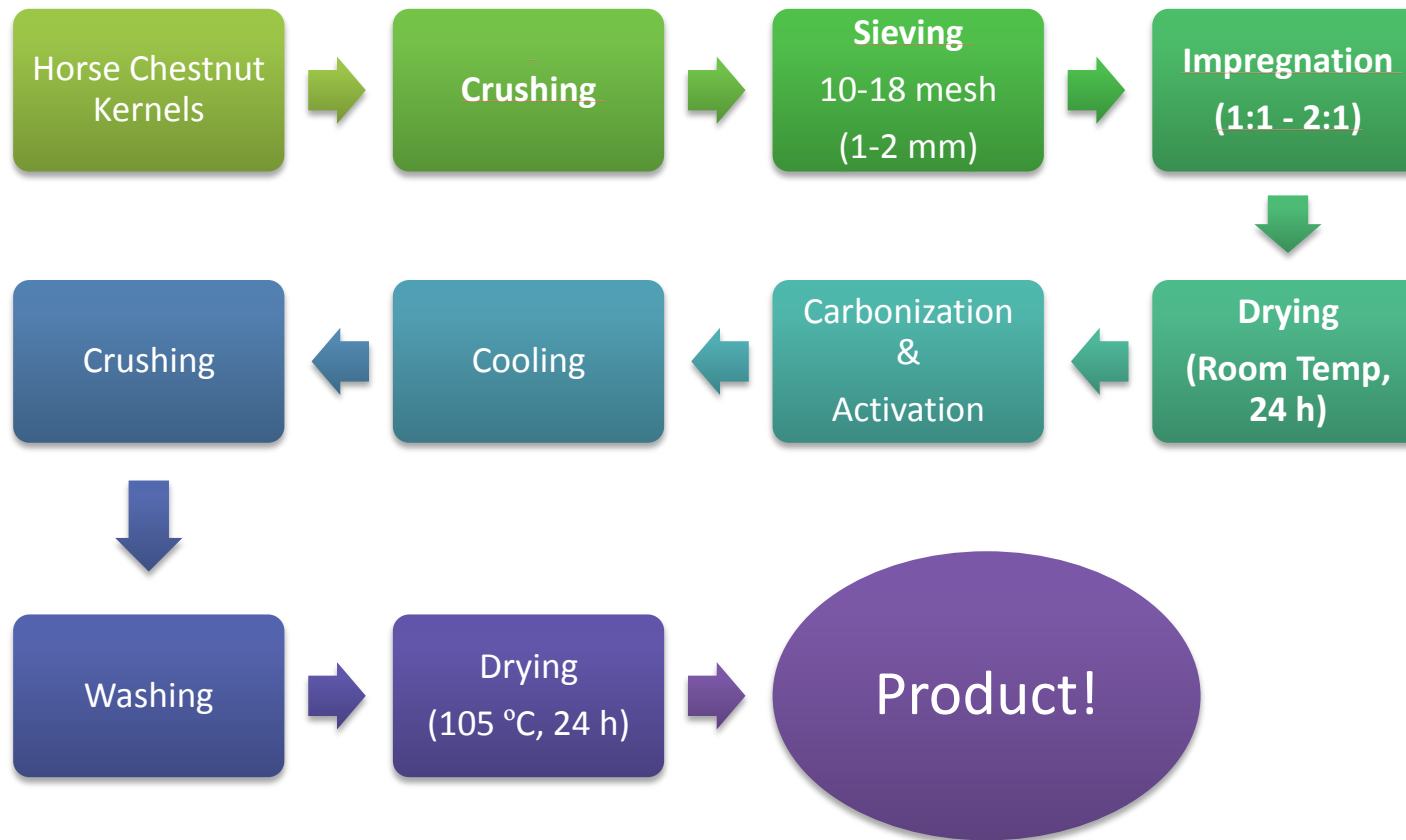 Horse Chestnut
Kernels
Crushing
Sieving
10-18 mesh
(1-2 mm)
Impregnation
(1:1 - 2:1)
Crushing
Cooling
Carbonization
&
Activation
Drying
(Room Temp,
24 h)
Washing
Drying
(105 ºC, 24 h)
Product!